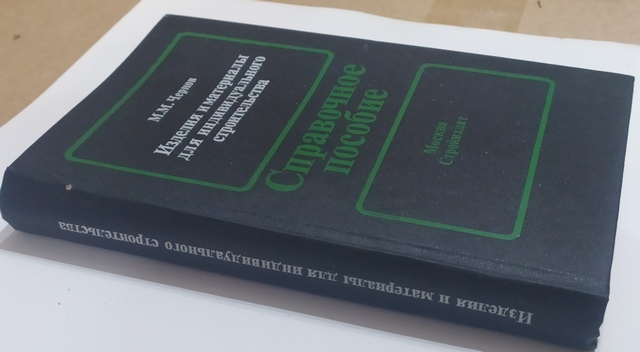 М.М. Чернов
Изделия и материалы
для индивидуального
строительства
Справочное
пособие
Москва
Стройиздат
Изделия и материалы для индивидуального строительства